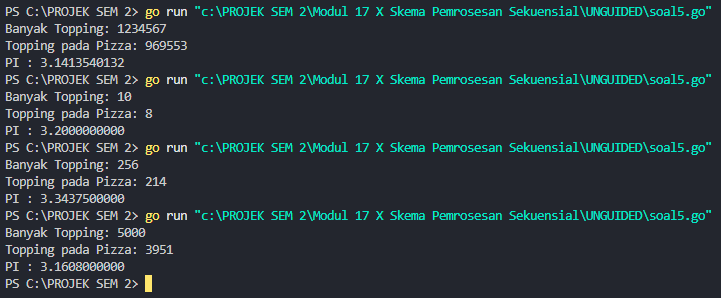 PS C:\PROJEK SEM 2> go run "c:\PROJEK SEM 2\Modul 17 X Skema Pemrosesan Sekuensial\UNGUIDED\soal5.go"
Banyak Topping: 1234567
Topping pada Pizza: 969553
PI : 3.1413540132
PS C:\PROJEK SEM 2> go run "c:\PROJEK SEM 2\Modul 17 X Skema Pemrosesan Sekuensial\UNGUIDED\soal5.go"
Banyak Topping: 10
Topping pada Pizza: 8
PI : 3.2000000000
PS C:\PROJEK SEM 2> go run "c:\PROJEK SEM 2\Modul 17 X Skema Pemrosesan Sekuensial\UNGUIDED\soal5.go"
Banyak Topping: 256
Topping pada Pizza: 214
PI : 3.3437500000
PS C:\PROJEK SEM 2> go run "c:\PROJEK SEM 2\Modul 17 X Skema Pemrosesan Sekuensial\UNGUIDED\soal5.go"
Banyak Topping: 5000
Topping pada Pizza: 3951
PI : 3.1608000000
PS C:\PROJEK SEM 2>